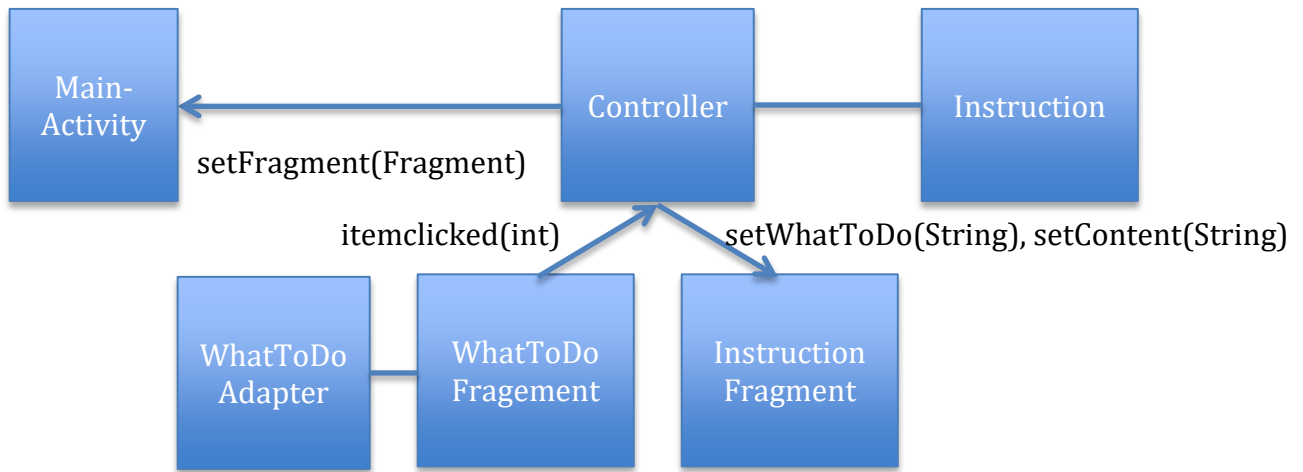 Main-
Activity
Controller
Instruction
setFragment(Fragment)
itemclicked(int)
setWhatToDo(String), setContent(String)
WhatToDo
Adapter
WhatToDo
Fragement
Instruction
Fragment